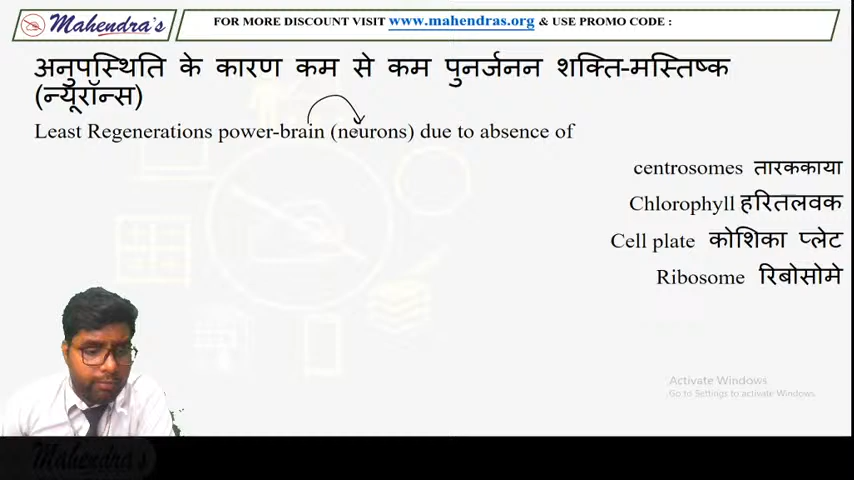 Mahendra's
FOR MORE DISCOUNT VISIT www.mahendras.org & USE PROMO CODE :
अनुपस्थिति के कारण कम से कम पुनर्जनन शक्ति-मस्तिष्क
(न्यूरॉन्स)
Least Regenerations power-brain (neurons) due to absence of
centrosomes तारककाया
Chlorophyll हरितलवक
Cell plate कोशिका प्लेट
Ribosome रिबोसोमे
Activate Windows
Go to Settings to activate Windows.
Mahendra's